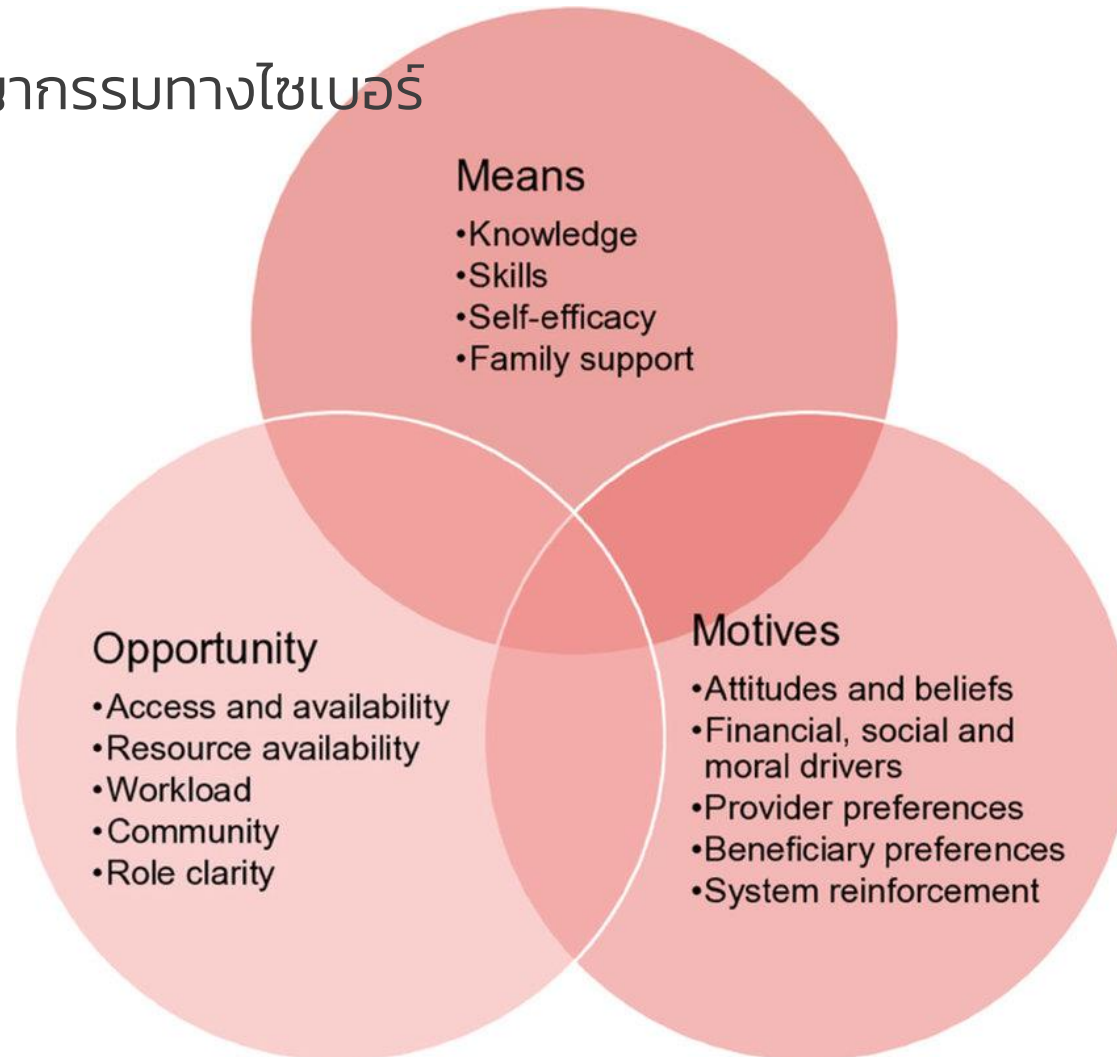 ากรรมทางไซเบอร์
Means
•Knowledge
•Skills
•Self-efficacy
•Family support
Opportunity
•Access and availability
•Resource availability
•Workload
•Community
•Role clarity
Motives
•Attitudes and beliefs
•Financial, social and
moral drivers
•Provider preferences
•Beneficiary preferences
•System reinforcement